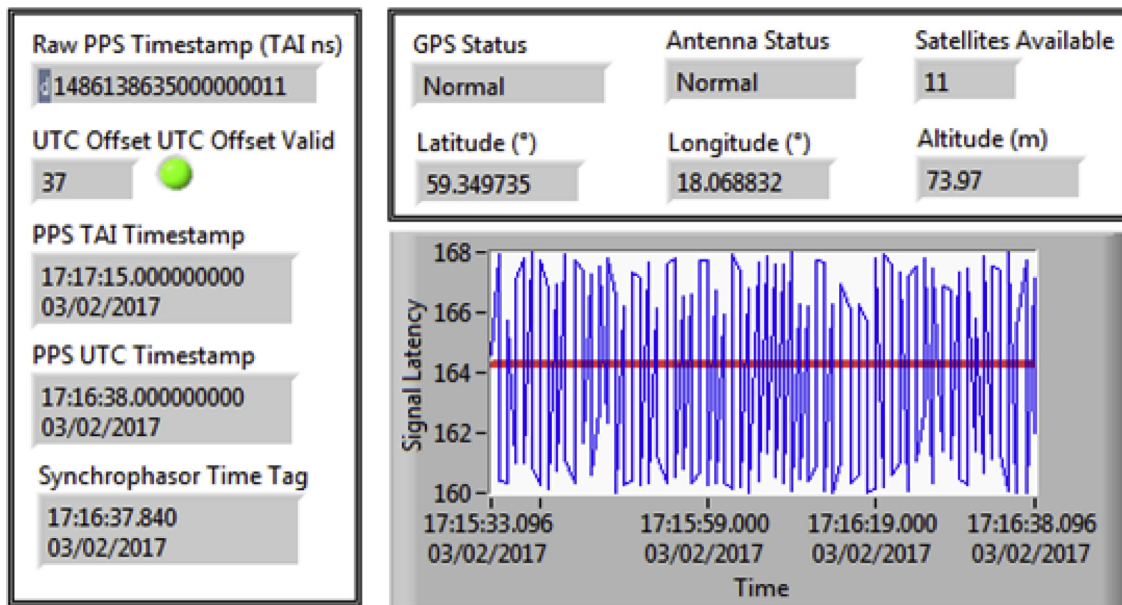 Raw PPS Timestamp (TAI ns)
d 1486138635000000011
UTC Offset UTC Offset Valid
37
PPS TAI Timestamp
17:17:15.000000000
03/02/2017
PPS UTC Timestamp
17:16:38.000000000
03/02/2017
Synchrophasor Time Tag
17:16:37.840
03/02/2017
GPS Status
Normal
Antenna Status
Normal
Satellites Available
11
Latitude (°)
59.349735
Longitude (°)
18.068832
Altitude (m)
73.97
Signal Latency
168
166
164
162
160
17:15:33.096
03/02/2017
17:15:59.000
03/02/2017
17:16:19.000
03/02/2017
17:16:38.096
03/02/2017
Time